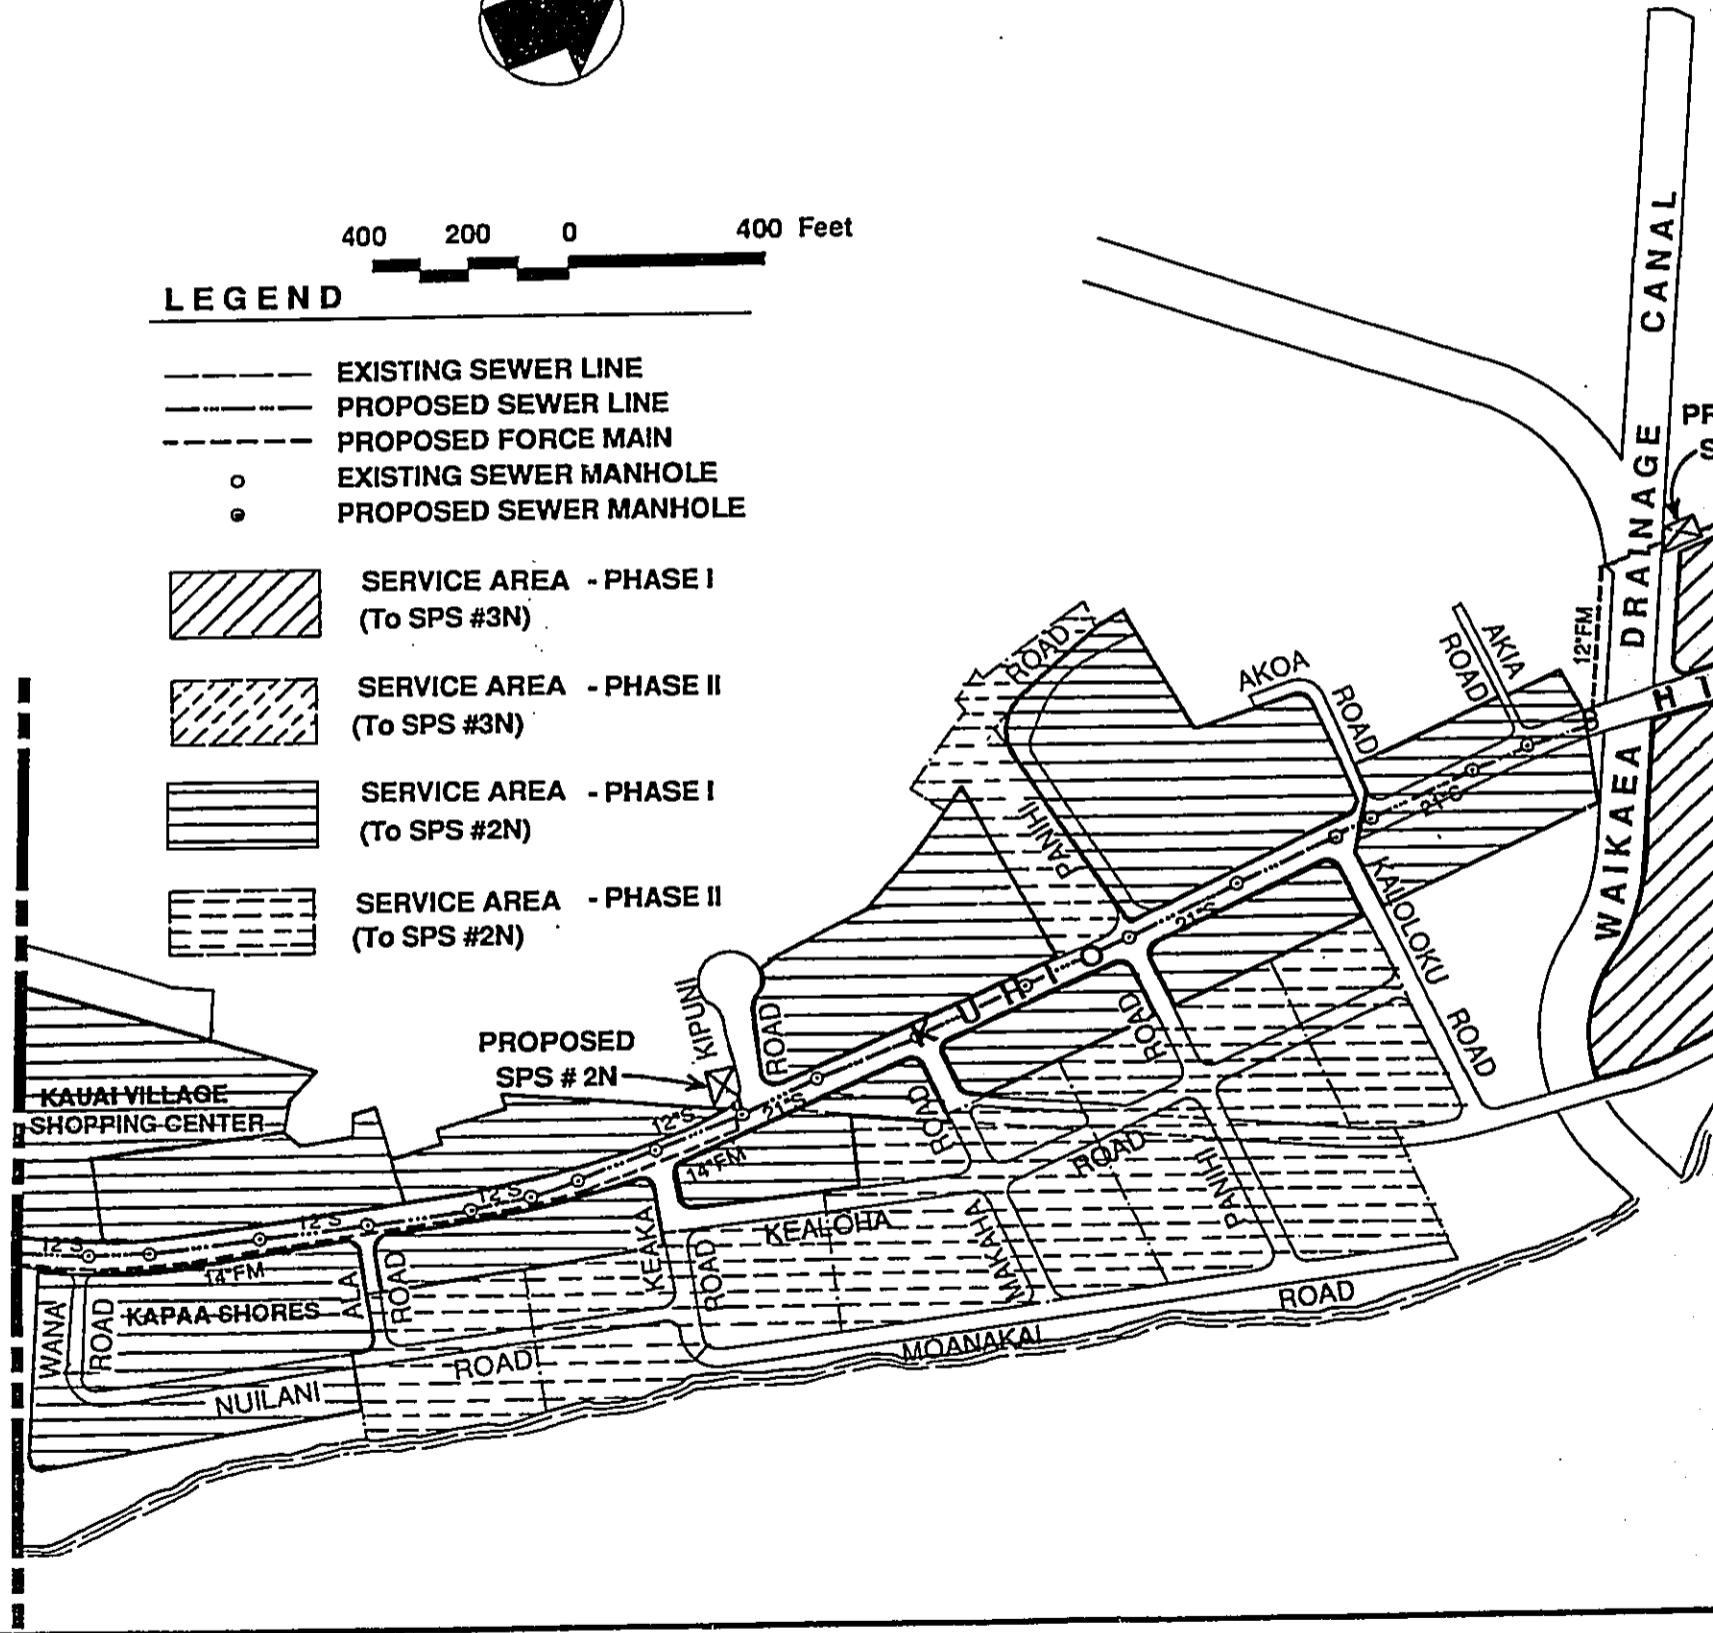 400 200 0 400 Feet
LEGEND
EXISTING SEWER LINE
PROPOSED SEWER LINE
PROPOSED FORCE MAIN
EXISTING SEWER MANHOLE
PROPOSED SEWER MANHOLE
SERVICE AREA - PHASE I
(To SPS #3N)
SERVICE AREA - PHASE II
(To SPS #3N)
SERVICE AREA - PHASE I
(To SPS #2N)
SERVICE AREA - PHASE II
(To SPS #2N)
WAIKAEA DRAINAGE CANAL
PR
S
12"FM
AKIA
ROAD
AKOA
ROAD
ROAD
PANIHI
21"S
KUHIO
HI
KAIOLOKU ROAD
ROAD
PANIHI
KIPUNI
ROAD
PROPOSED
SPS # 2N
21"S
12"S
14"FM
12"S
12"S
12"S
14"FM
KAUAI VILLAGE
SHOPPING CENTER
ROAD
MAKAHA
ROAD
KEALOHA
KEAKA
ROAD
ALA
ROAD
WANA
ROAD
KAPAA SHORES
NUILANI
ROAD
MOANAKAI
ROAD